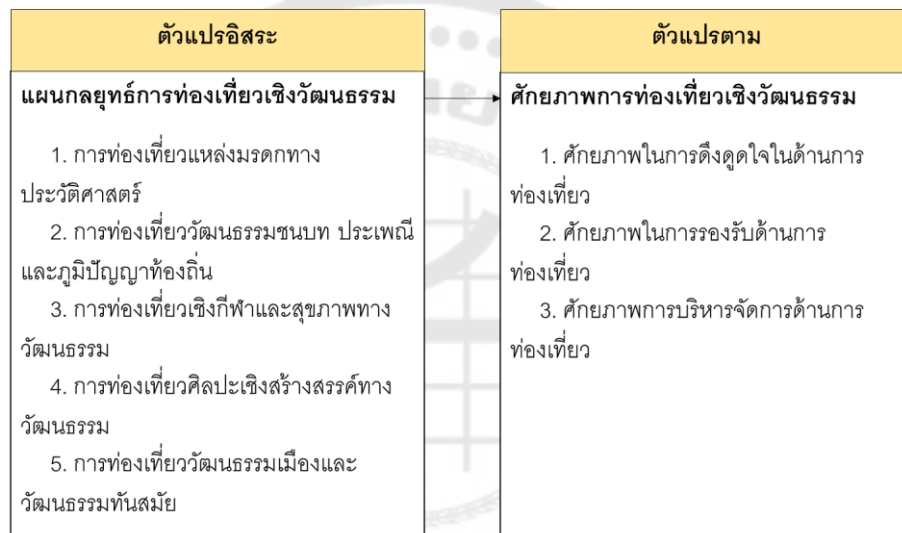 ตัวแปรอิสระ
แผนกลยุทธ์การท่องเที่ยวเชิงวัฒนธรรม
1. การท่องเที่ยวแหล่งมรดกทาง
ประวัติศาสตร์
2. การท่องเที่ยววัฒนธรรมชนบท ประเพณี
และภูมิปัญญาท้องถิ่น
3. การท่องเที่ยวเชิงกีฬาและสุขภาพทาง
วัฒนธรรม
4. การท่องเที่ยวศิลปะเชิงสร้างสรรค์ทาง
วัฒนธรรม
5. การท่องเที่ยววัฒนธรรมเมืองและ
วัฒนธรรมทันสมัย
ตัวแปรตาม
ศักยภาพการท่องเที่ยวเชิงวัฒนธรรม
1. ศักยภาพในการดึงดูดใจในด้านการ
ท่องเที่ยว
2. ศักยภาพในการรองรับด้านการ
ท่องเที่ยว
3. ศักยภาพการบริหารจัดการด้านการ
ท่องเที่ยว